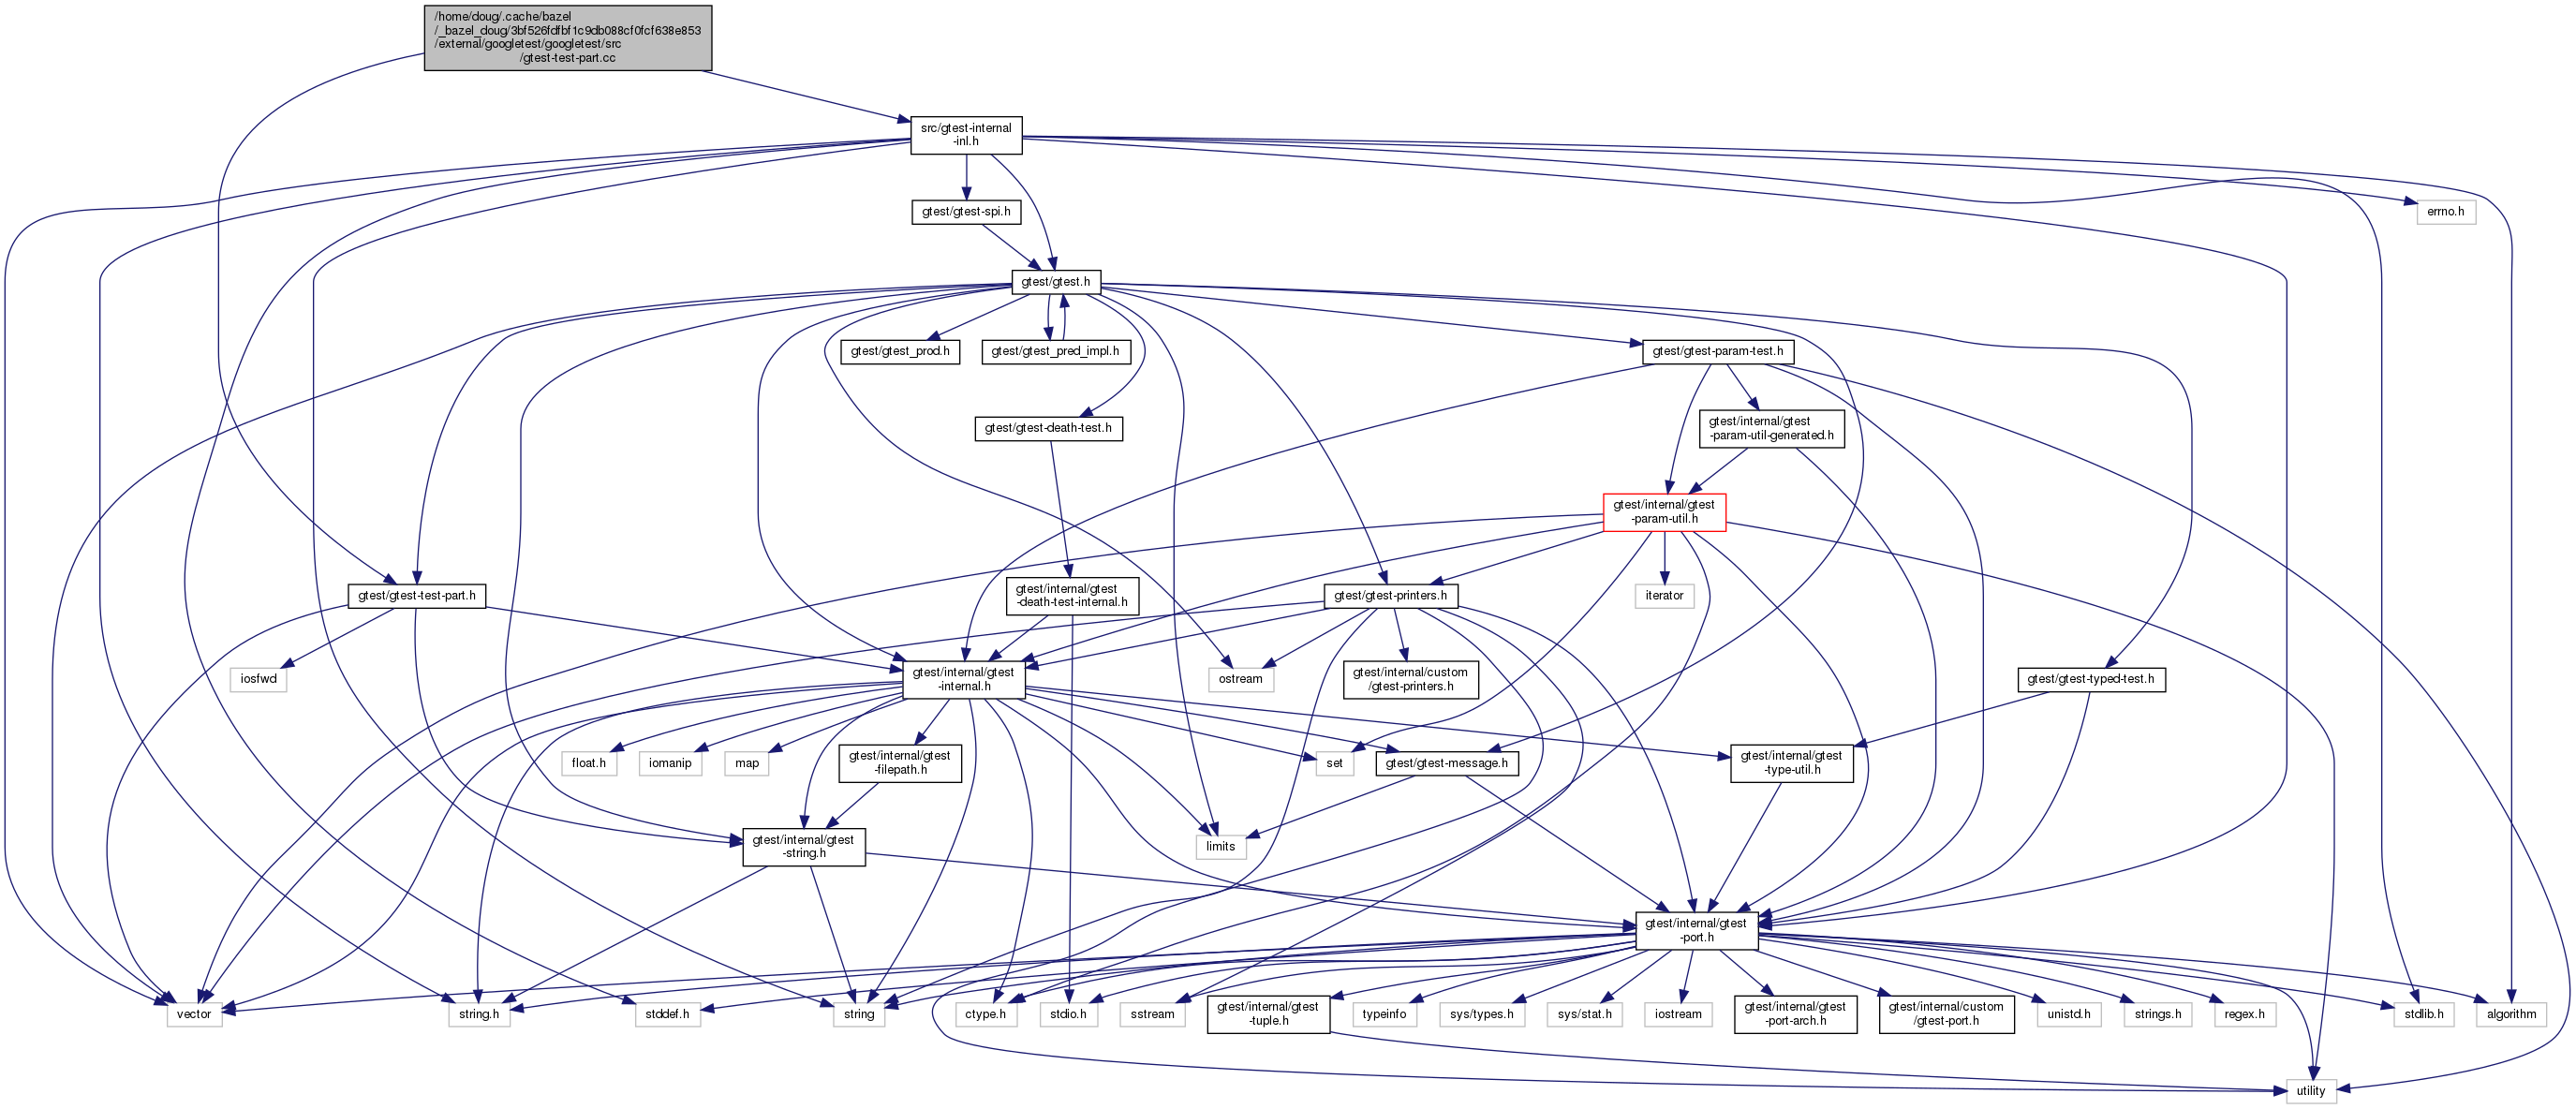 /home/doug/.cache/bazel
/_bazel_doug/3bf526fdfbf1c9db088cf0fcf638e853
/external/googletest/googletest/src
/gtest-test-part.cc
src/gtest-internal
-inl.h
gtest/gtest-spi.h
errno.h
gtest/gtest.h
gtest/gtest_prod.h
gtest/gtest_pred_impl.h
gtest/gtest-param-test.h
gtest/gtest-death-test.h
gtest/internal/gtest
-param-util-generated.h
gtest/internal/gtest
-param-util.h
gtest/gtest-test-part.h
gtest/internal/gtest
-death-test-internal.h
gtest/gtest-printers.h
iterator
iosfwd
gtest/internal/gtest
-internal.h
ostream
gtest/internal/custom
/gtest-printers.h
gtest/gtest-typed-test.h
float.h
iomanip
map
gtest/internal/gtest
-filepath.h
set
gtest/gtest-message.h
gtest/internal/gtest
-type-util.h
gtest/internal/gtest
-string.h
limits
gtest/internal/gtest
-port.h
vector
string.h
stddef.h
string
ctype.h
stdio.h
sstream
gtest/internal/gtest
-tuple.h
typeinfo
sys/types.h
sys/stat.h
iostream
gtest/internal/gtest
-port-arch.h
gtest/internal/custom
/gtest-port.h
unistd.h
strings.h
regex.h
stdlib.h
algorithm
utility